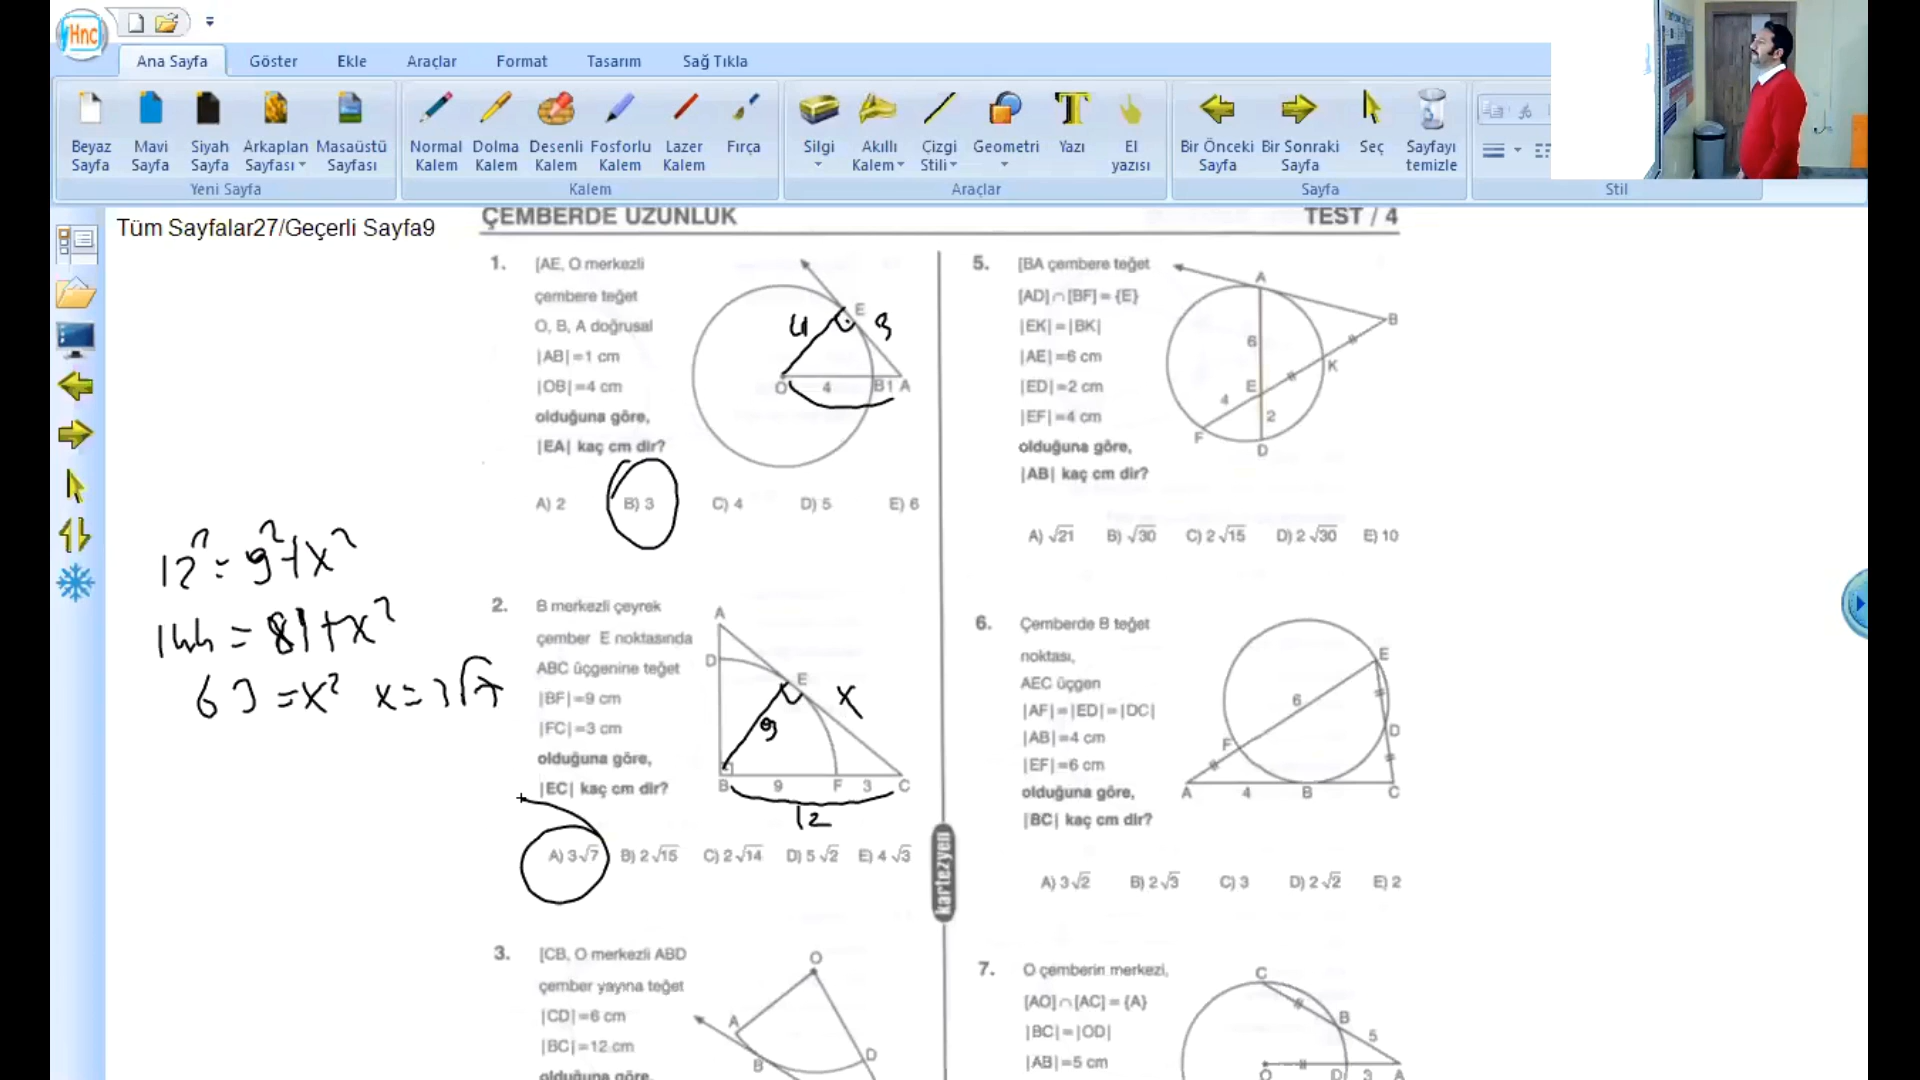 Hnc
Ana Sayfa Göster Ekle Araçlar Format Tasarım Sağ Tıkla
Beyaz Sayfa
Mavi Sayfa
Siyah Sayfa
Arkaplan Sayfası
Masaüstü Sayfası
Yeni Sayfa
Normal Kalem
Dolma Kalem
Desenli Kalem
Fosforlu Kalem
Lazer Kalem
Fırça
Kalem
Silgi
Akıllı Kalem
Çizgi Stili
Geometri
Yazı
El yazısı
Araçlar
Bir Önceki Sayfa
Bir Sonraki Sayfa
Seç
Sayfayı temizle
Sayfa
Stil
Tüm Sayfalar27/Geçerli Sayfa9
ÇEMBERDE UZUNLUK TEST / 4
1. [AE, O merkezli
çembere teğet
O, B, A doğrusal
|AB|=1 cm
|OB|=4 cm
olduğuna göre,
|EA| kaç cm dir?
E
4 3
O 4 B 1 A
A) 2 B) 3 C) 4 D) 5 E) 6
12² = 9² + x²
144 = 81 + x²
63 = x² x = 3√7
2. B merkezli çeyrek
çember E noktasında
ABC üçgenine teğet
|BF|=9 cm
|FC|=3 cm
olduğuna göre,
|EC| kaç cm dir?
A
D
E
x
9
B 9 F 3 C
12
A) 3√7 B) 2√15 C) 2√14 D) 5√2 E) 4√3
3. [CB, O merkezli ABD
çember yayına teğet
|CD|=6 cm
|BC|=12 cm
olduğuna göre,
O
A
B
D
kartezyen
5. [BA çembere teğet
[AD]∩[BF]={E}
|EK|=|BK|
|AE|=6 cm
|ED|=2 cm
|EF|=4 cm
olduğuna göre,
|AB| kaç cm dir?
A
B
6
K
E
4
2
F
D
A) √21 B) √30 C) 2√15 D) 2√30 E) 10
6. Çemberde B teğet
noktası,
AEC üçgen
|AF|=|ED|=|DC|
|AB|=4 cm
|EF|=6 cm
olduğuna göre,
|BC| kaç cm dir?
E
6
D
F
A 4 B C
A) 3√2 B) 2√3 C) 3 D) 2√2 E) 2
7. O çemberin merkezi,
[AO]∩[AC]={A}
|BC|=|OD|
|AB|=5 cm
C
B
5
O D 3 A